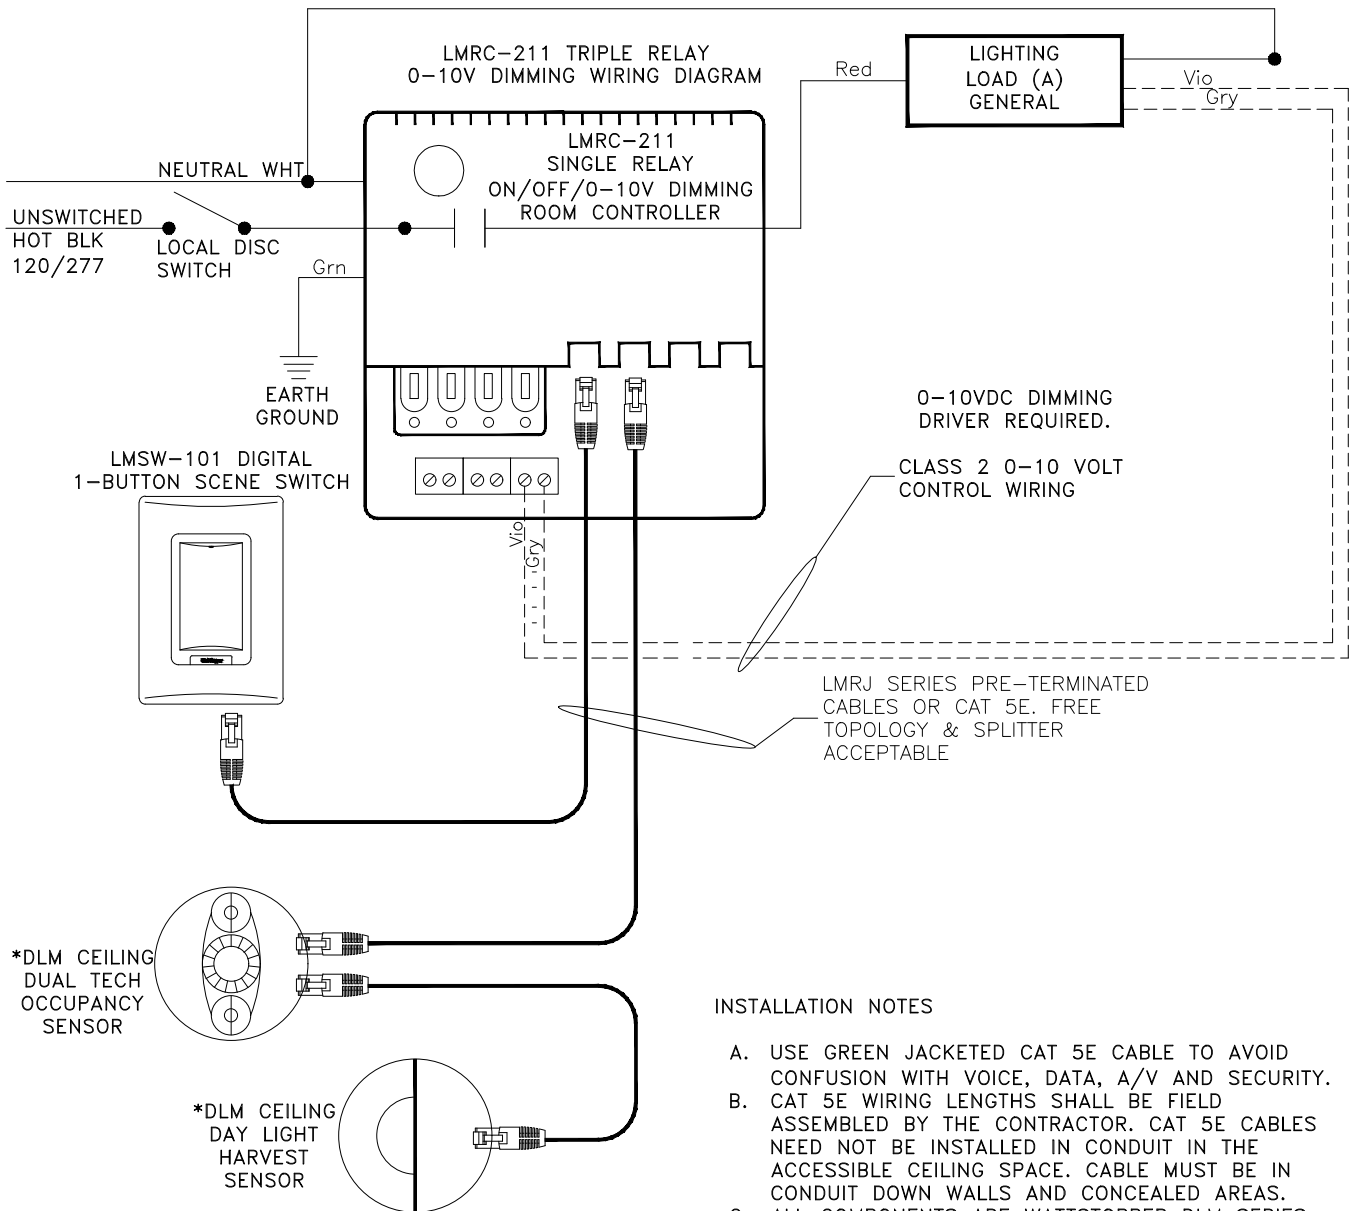 LMRC-211 TRIPLE RELAY
0-10V DIMMING WIRING DIAGRAM
LIGHTING
LOAD (A)
GENERAL
Red
Vio
Gry
LMRC-211
SINGLE RELAY
ON/OFF/0-10V DIMMING
ROOM CONTROLLER
NEUTRAL WHT
UNSWITCHED
HOT BLK
120/277
LOCAL DISC
SWITCH
Grn
EARTH
GROUND
0-10VDC DIMMING
DRIVER REQUIRED.
CLASS 2 0-10 VOLT
CONTROL WIRING
LMSW-101 DIGITAL
1-BUTTON SCENE SWITCH
Vio
Gry
LMRJ SERIES PRE-TERMINATED
CABLES OR CAT 5E. FREE
TOPOLOGY & SPLITTER
ACCEPTABLE
*DLM CEILING
DUAL TECH
OCCUPANCY
SENSOR
*DLM CEILING
DAY LIGHT
HARVEST
SENSOR
INSTALLATION NOTES
A. USE GREEN JACKETED CAT 5E CABLE TO AVOID
CONFUSION WITH VOICE, DATA, A/V AND SECURITY.
B. CAT 5E WIRING LENGTHS SHALL BE FIELD
ASSEMBLED BY THE CONTRACTOR. CAT 5E CABLES
NEED NOT BE INSTALLED IN CONDUIT IN THE
ACCESSIBLE CEILING SPACE. CABLE MUST BE IN
CONDUIT DOWN WALLS AND CONCEALED AREAS.
C. ALL COMPONENTS ARE WATTSTOPPER DLM SERIES